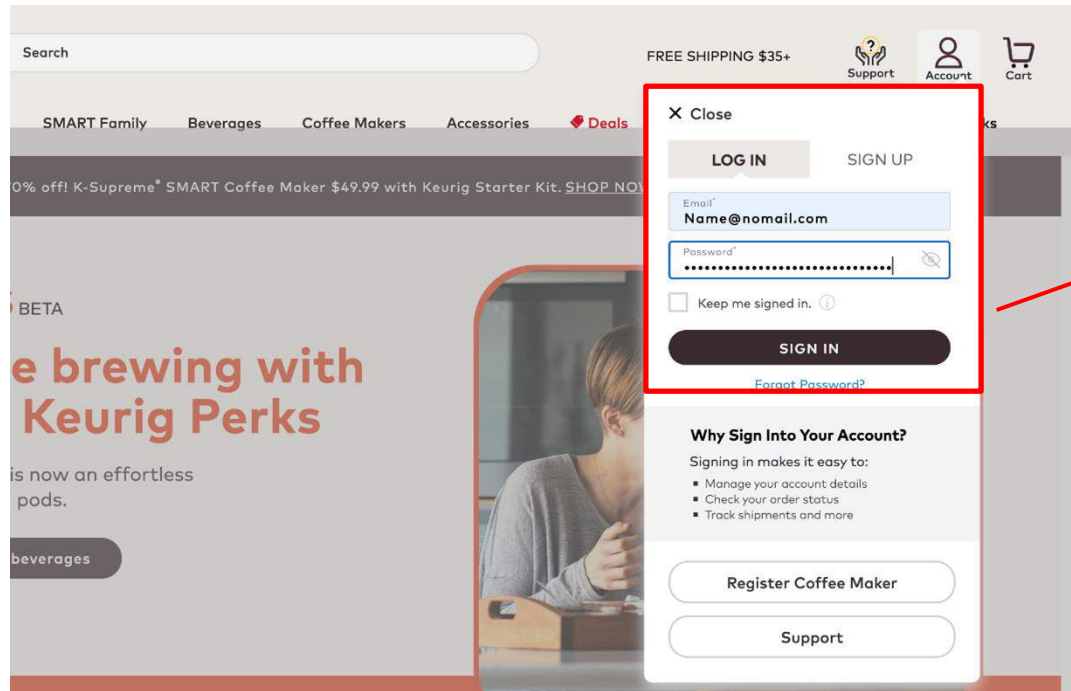 Search
FREE SHIPPING $35+
Support
Account
Cart
SMART Family Beverages Coffee Makers Accessories Deals
ks
0% off! K-Supreme® SMART Coffee Maker $49.99 with Keurig Starter Kit. SHOP NOW
X Close
LOG IN SIGN UP
Email*
Name@nomail.com
Password*
••••••••••••••••••••••••••••••••
Keep me signed in.
SIGN IN
Forgot Password?
BETA
e brewing with
Keurig Perks
is now an effortless
pods.
beverages
Why Sign Into Your Account?
Signing in makes it easy to:
▪ Manage your account details
▪ Check your order status
▪ Track shipments and more
Register Coffee Maker
Support